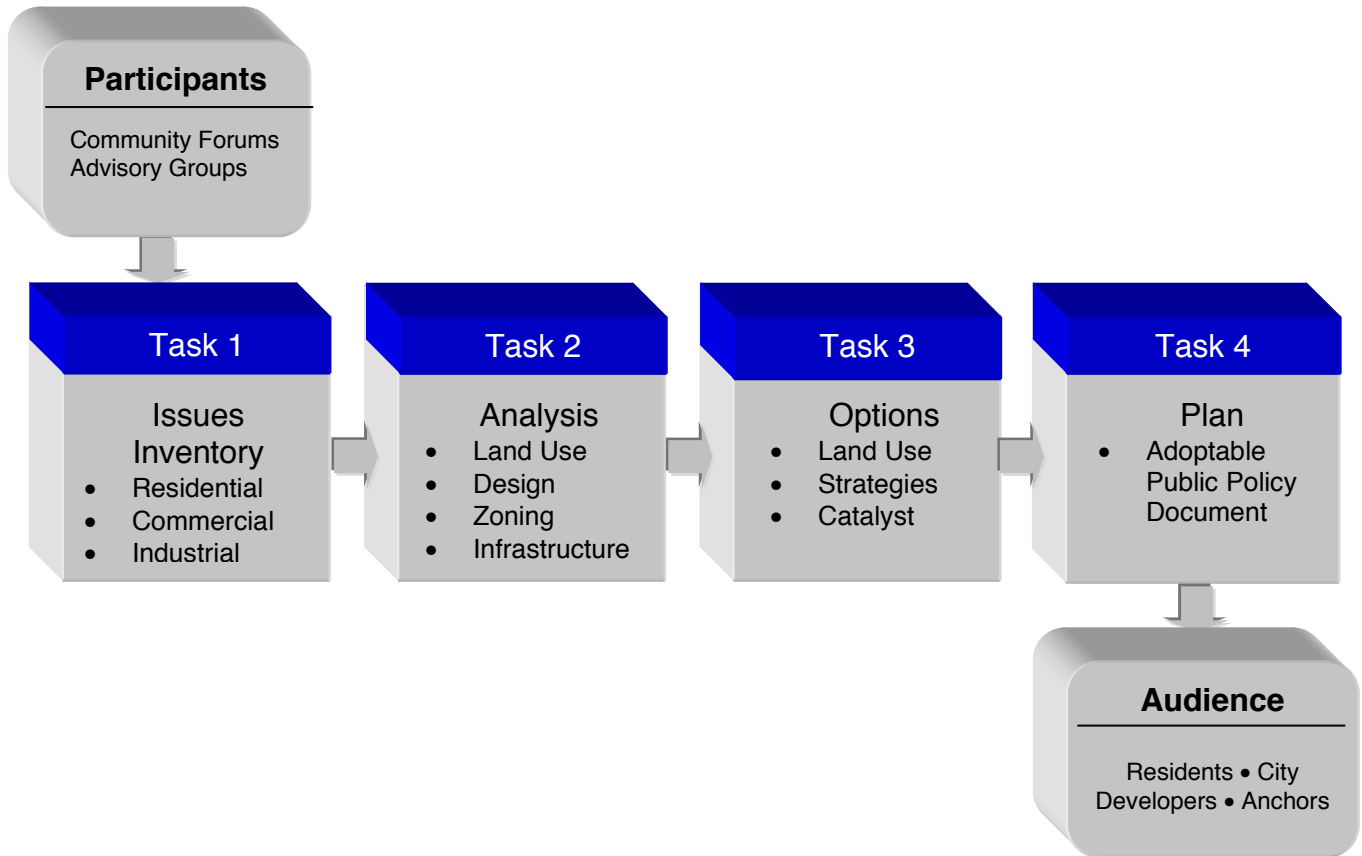 Participants
Community Forums
Advisory Groups
Task 1
Issues
Inventory
• Residential
• Commercial
• Industrial
Task 2
Analysis
• Land Use
• Design
• Zoning
• Infrastructure
Task 3
Options
• Land Use
• Strategies
• Catalyst
Task 4
Plan
• Adoptable
Public Policy
Document
Audience
Residents • City
Developers • Anchors